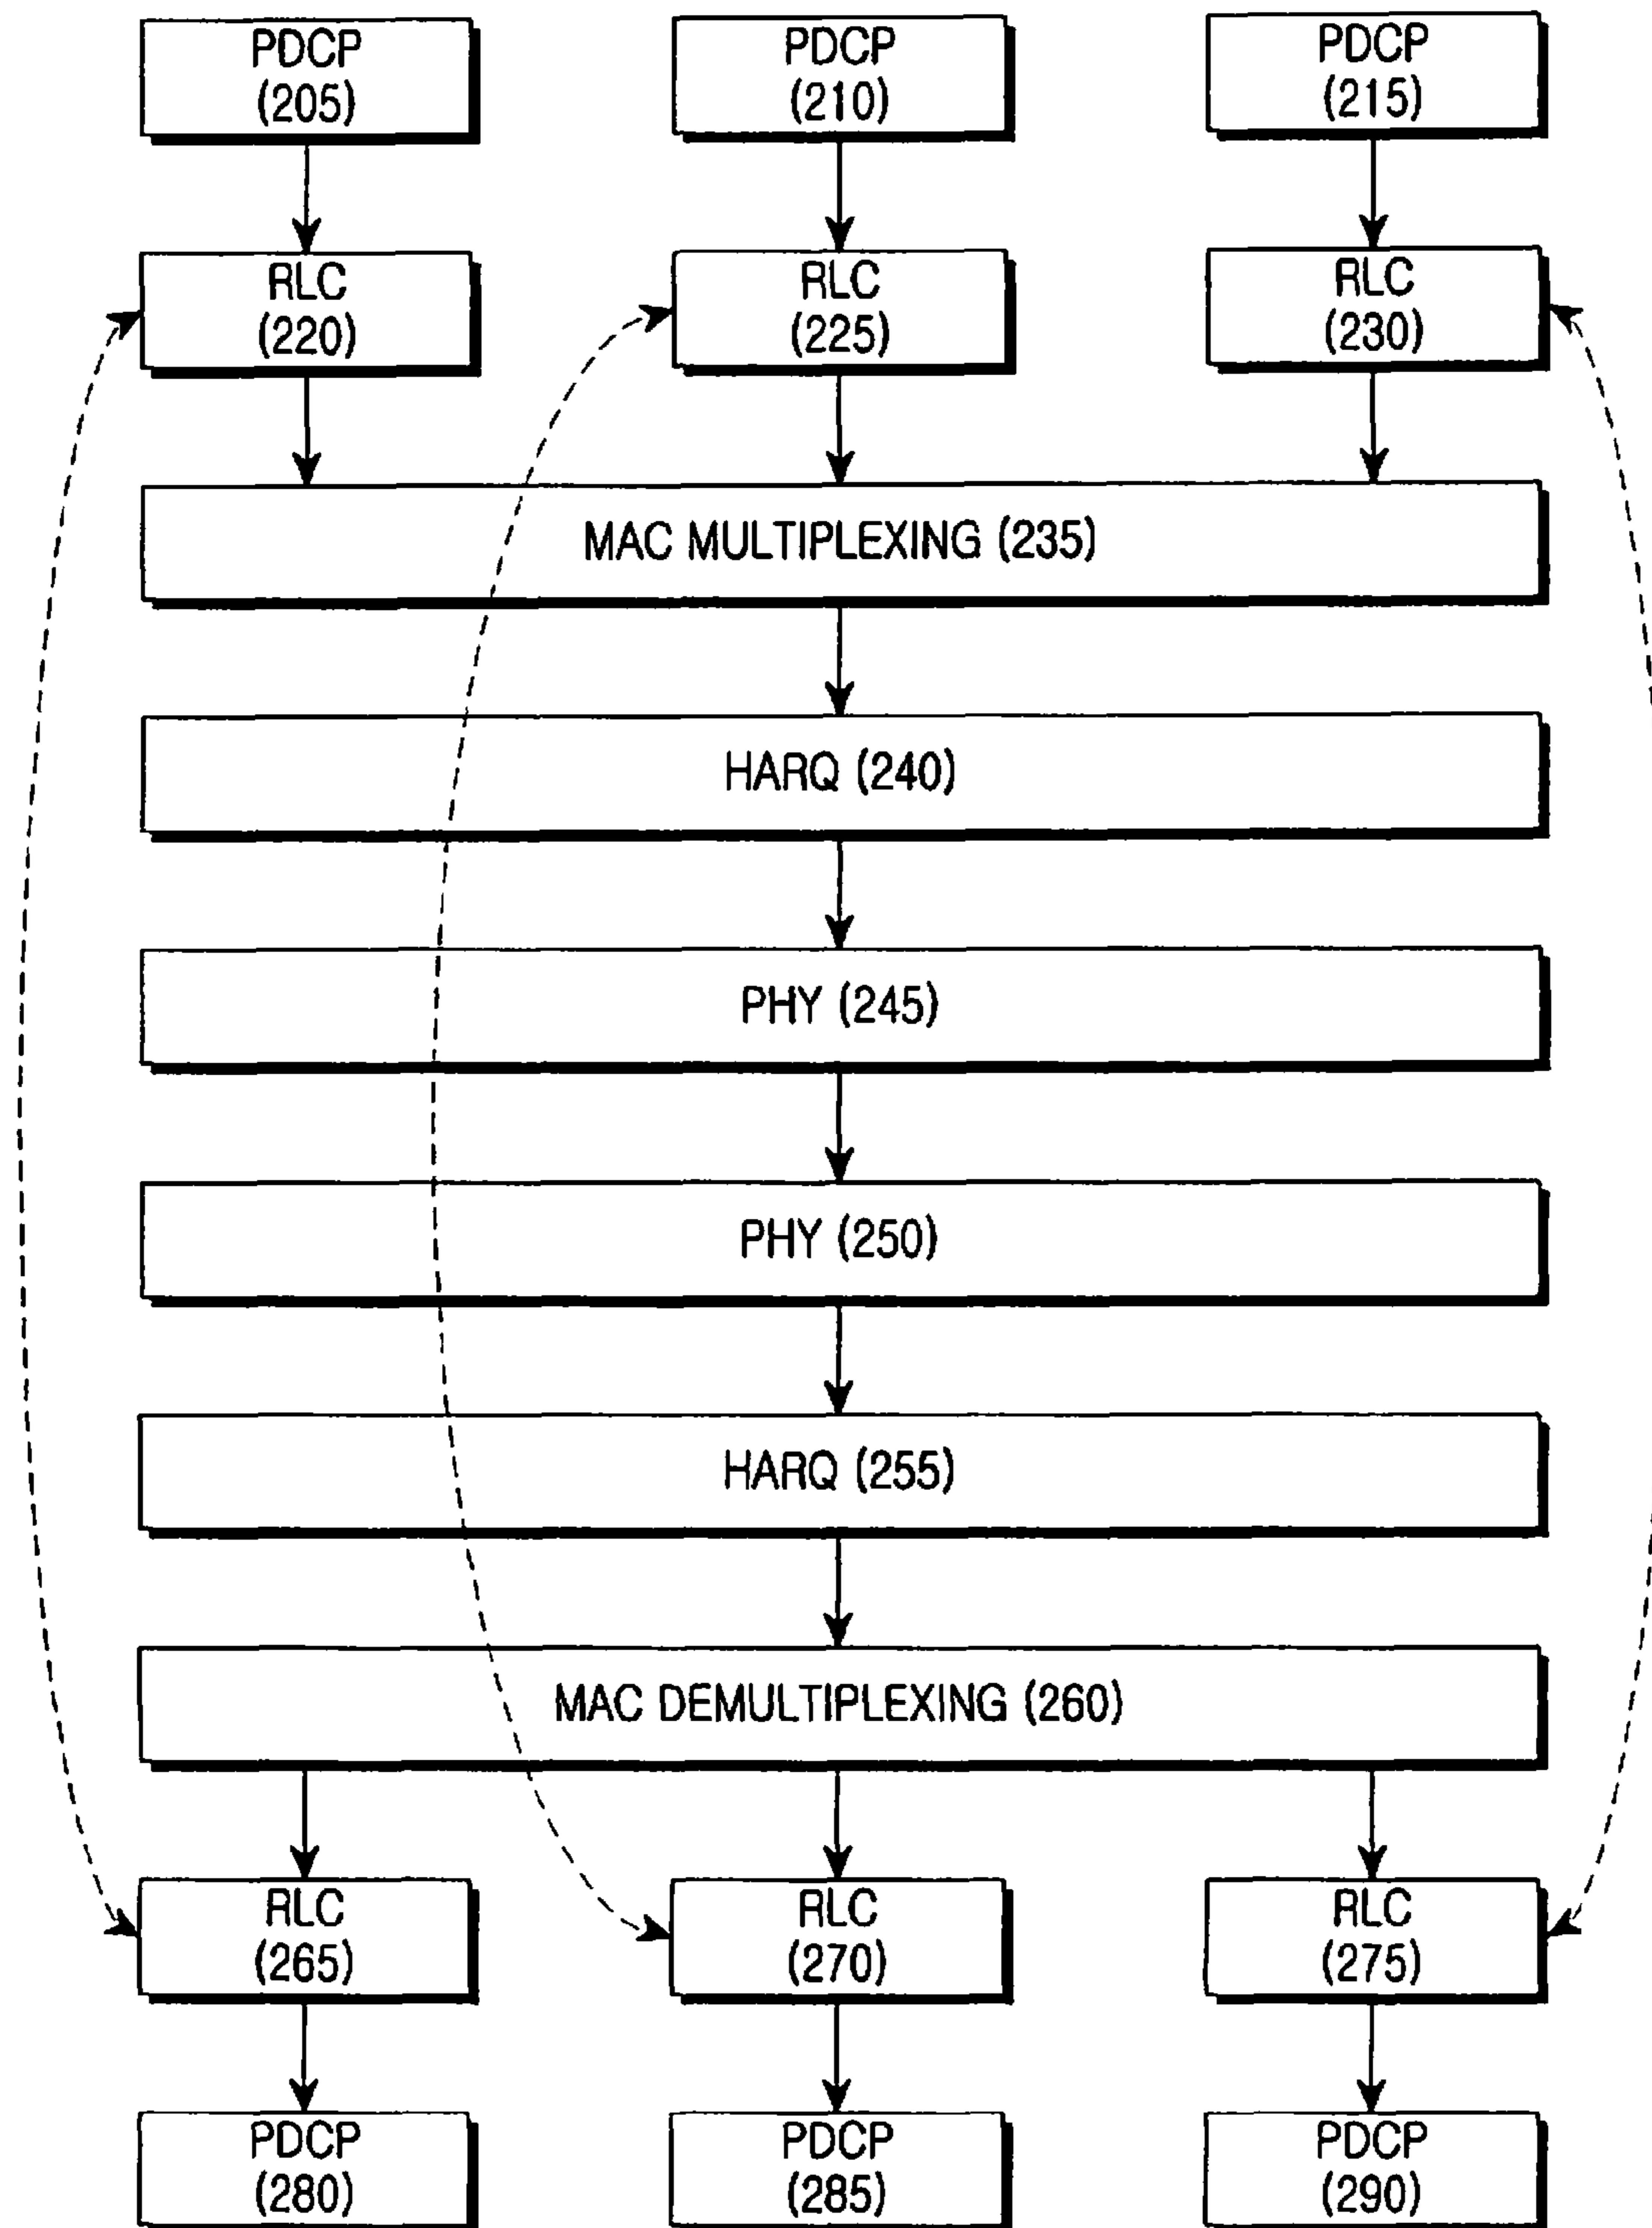 PDCP
(205)
PDCP
(210)
PDCP
(215)
RLC
(220)
RLC
(225)
RLC
(230)
MAC MULTIPLEXING (235)
HARQ (240)
PHY (245)
PHY (250)
HARQ (255)
MAC DEMULTIPLEXING (260)
RLC
(265)
RLC
(270)
RLC
(275)
PDCP
(280)
PDCP
(285)
PDCP
(290)